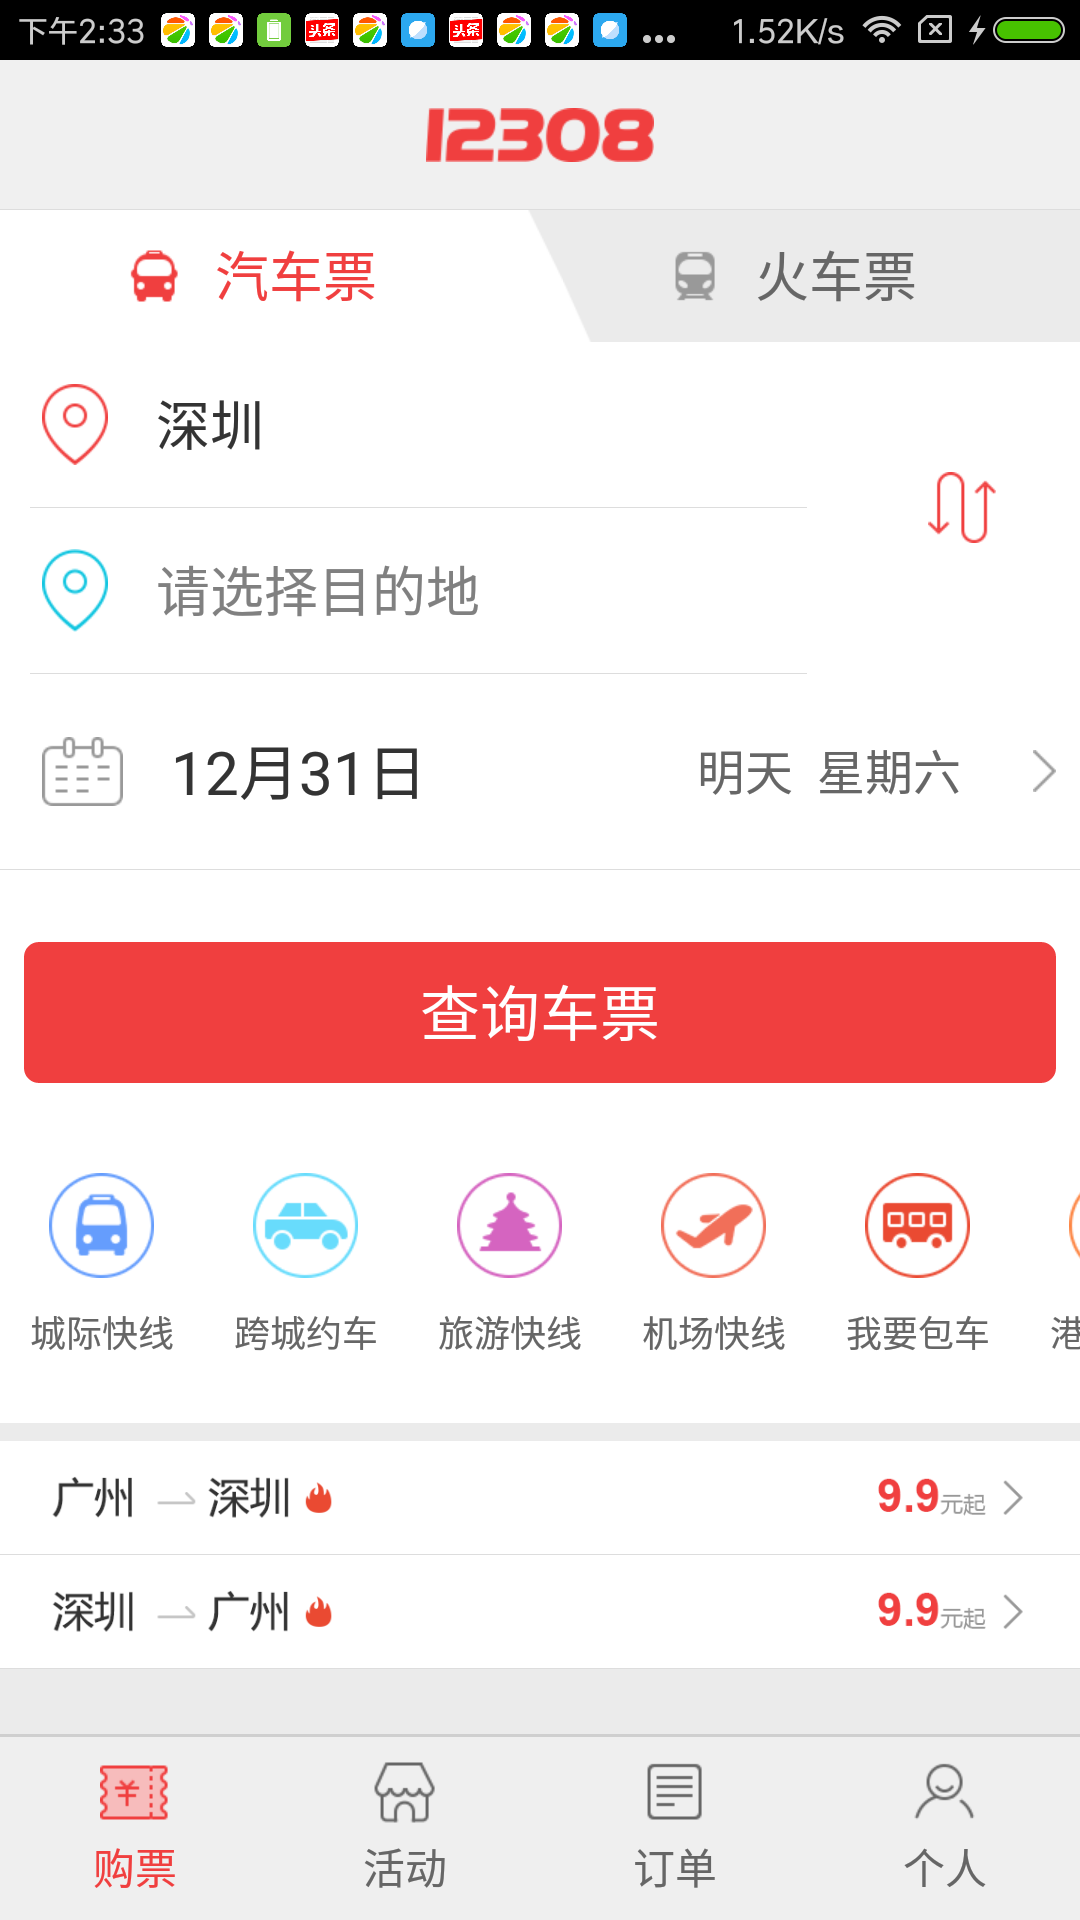 下午2:33 头条 头条 ... 1.52K/s
12308
汽车票 火车票
深圳
请选择目的地
12月31日 明天 星期六
查询车票
城际快线 跨城约车 旅游快线 机场快线 我要包车 港
广州 深圳 9.9元起
深圳 广州 9.9元起
¥
购票 活动 订单 个人